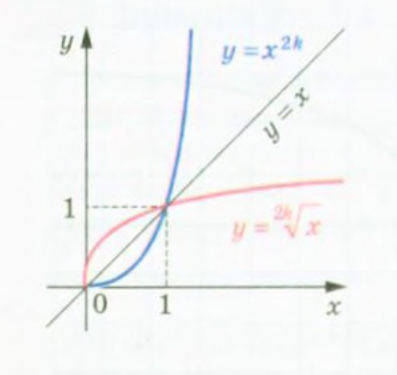 y
y = x^{2k}
y = x
1
y = \sqrt[2k]{x}
0
1
x